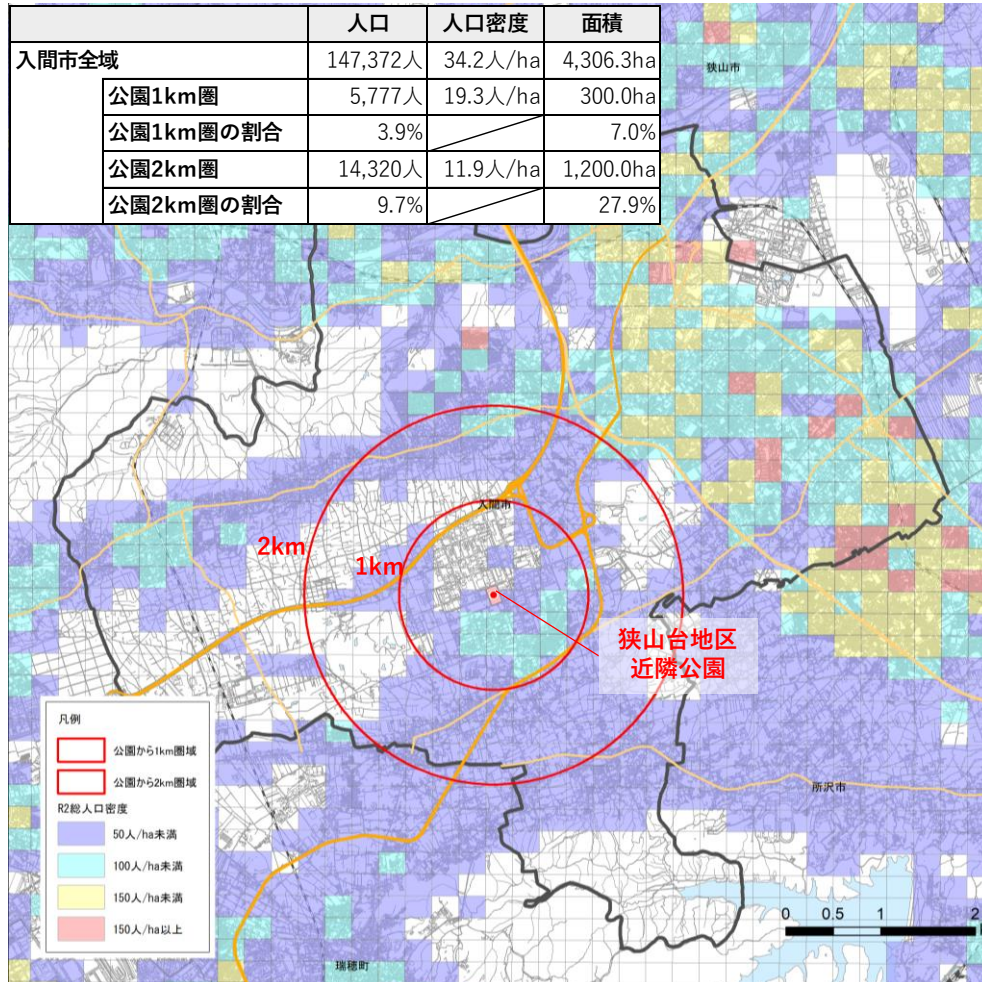 人口 人口密度 面積
入間市全域 147,372人 34.2人/ha 4,306.3ha
公園1km圏 5,777人 19.3人/ha 300.0ha
公園1km圏の割合 3.9% 7.0%
公園2km圏 14,320人 11.9人/ha 1,200.0ha
公園2km圏の割合 9.7% 27.9%
狭山市
入間市
2km
1km
狭山台地区
近隣公園
凡例
公園から1km圏域
公園から2km圏域
R2総人口密度
50人/ha未満
100人/ha未満
150人/ha未満
150人/ha以上
所沢市
瑞穂町
0 0.5 1 2